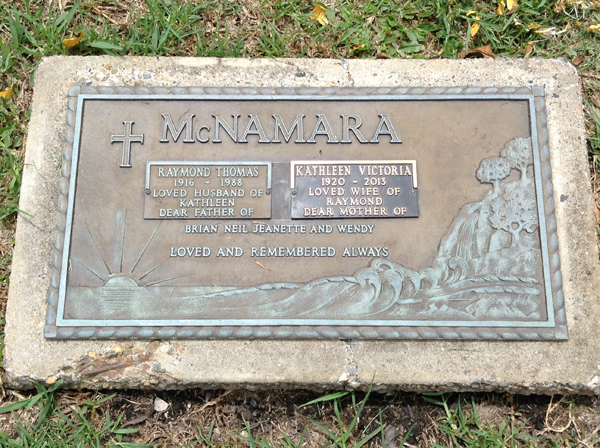 McNAMARA
RAYMOND THOMAS
1916 - 1988
LOVED HUSBAND OF
KATHLEEN
DEAR FATHER OF
KATHLEEN VICTORIA
1920 - 2013
LOVED WIFE OF
RAYMOND
DEAR MOTHER OF
BRIAN NEIL JEANETTE AND WENDY
LOVED AND REMEMBERED ALWAYS